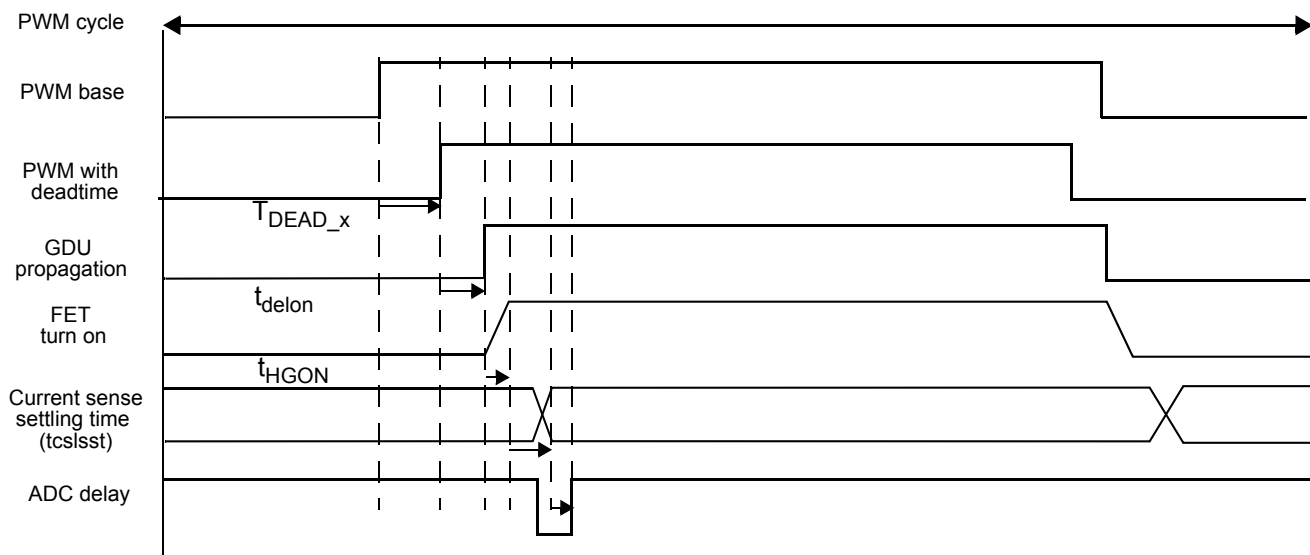 PWM cycle
PWM base
PWM with
deadtime
TDEAD_x
GDU
propagation
tdelon
FET
turn on
tHGON
Current sense
settling time
(tcslsst)
ADC delay